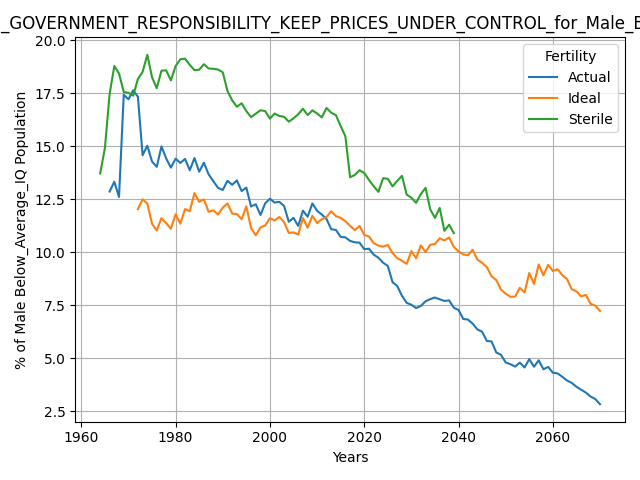 _GOVERNMENT_RESPONSIBILITY_KEEP_PRICES_UNDER_CONTROL_for_Male_B
Fertility
Actual
Ideal
Sterile
% of Male Below_Average_IQ Population
20.0
17.5
15.0
12.5
10.0
7.5
5.0
2.5
1960 1980 2000 2020 2040 2060
Years